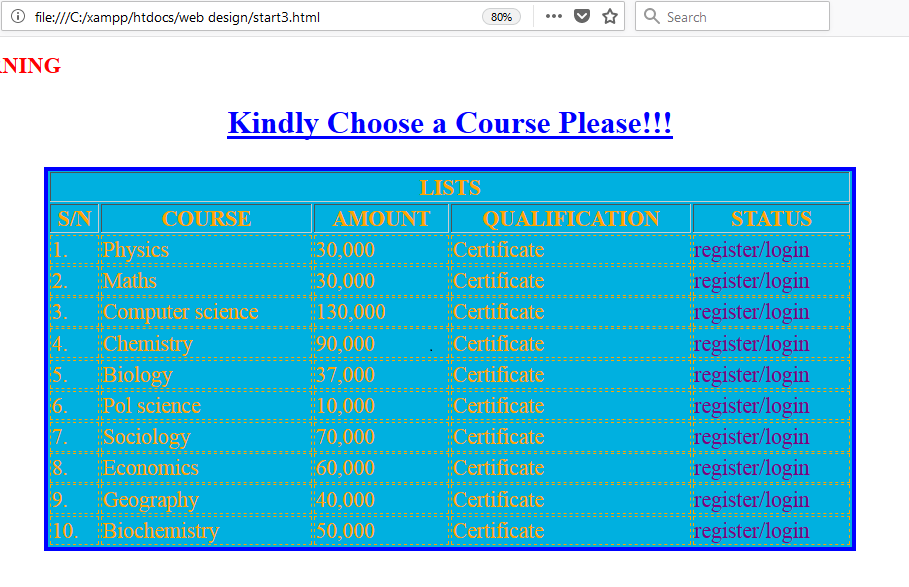 file:///C:/xampp/htdocs/web design/start3.html 80% Search
NING
Kindly Choose a Course Please!!!
LISTS
S/N COURSE AMOUNT QUALIFICATION STATUS
1. Physics 30,000 Certificate register/login
2. Maths 30,000 Certificate register/login
3. Computer science 130,000 Certificate register/login
4. Chemistry 90,000 . Certificate register/login
5. Biology 37,000 Certificate register/login
6. Pol science 10,000 Certificate register/login
7. Sociology 70,000 Certificate register/login
8. Economics 60,000 Certificate register/login
9. Geography 40,000 Certificate register/login
10. Biochemistry 50,000 Certificate register/login